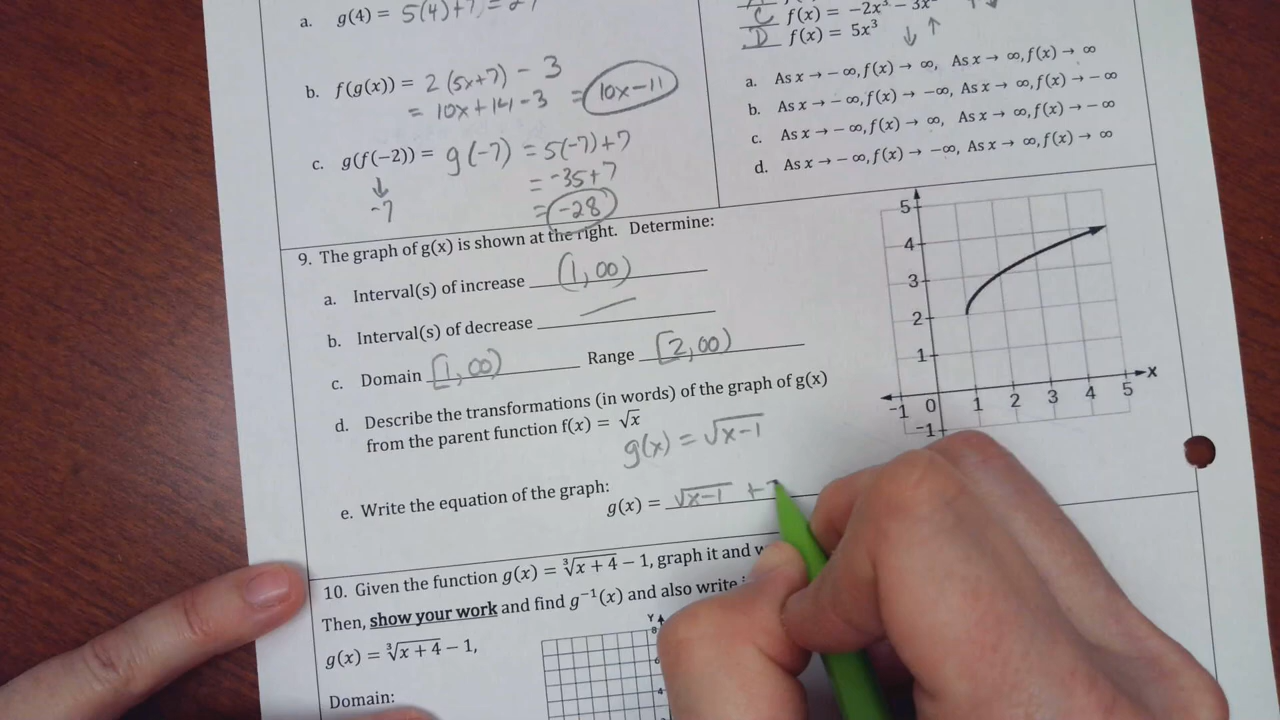 a. g(4) = 5(4)+7 = 27
b. f(g(x)) = 2 (5x+7) - 3
= 10x+14-3 = 10x-11
c. g(f(-2)) = g(-7) = 5(-7)+7
↓ = -35+7
-7 = -28
C f(x) = -2x³ - 3x
D f(x) = 5x³ ↓ ↑
a. As x → -∞, f(x) → ∞, As x → ∞, f(x) → ∞
b. As x → -∞, f(x) → -∞, As x → ∞, f(x) → -∞
c. As x → -∞, f(x) → ∞, As x → ∞, f(x) → -∞
d. As x → -∞, f(x) → -∞, As x → ∞, f(x) → ∞
9. The graph of g(x) is shown at the right. Determine:
a. Interval(s) of increase (1,∞)
b. Interval(s) of decrease —
c. Domain [1,∞) Range [2,∞)
d. Describe the transformations (in words) of the graph of g(x)
from the parent function f(x) = √x
g(x) = √x-1
e. Write the equation of the graph:
g(x) = √x-1 +
5
4
3
2
1
-1 0 1 2 3 4 5 x
-1
10. Given the function g(x) = ∛x + 4 - 1, graph it and
Then, show your work and find g⁻¹(x) and also write
g(x) = ∛x + 4 - 1,
Domain:
Y
8
6
4